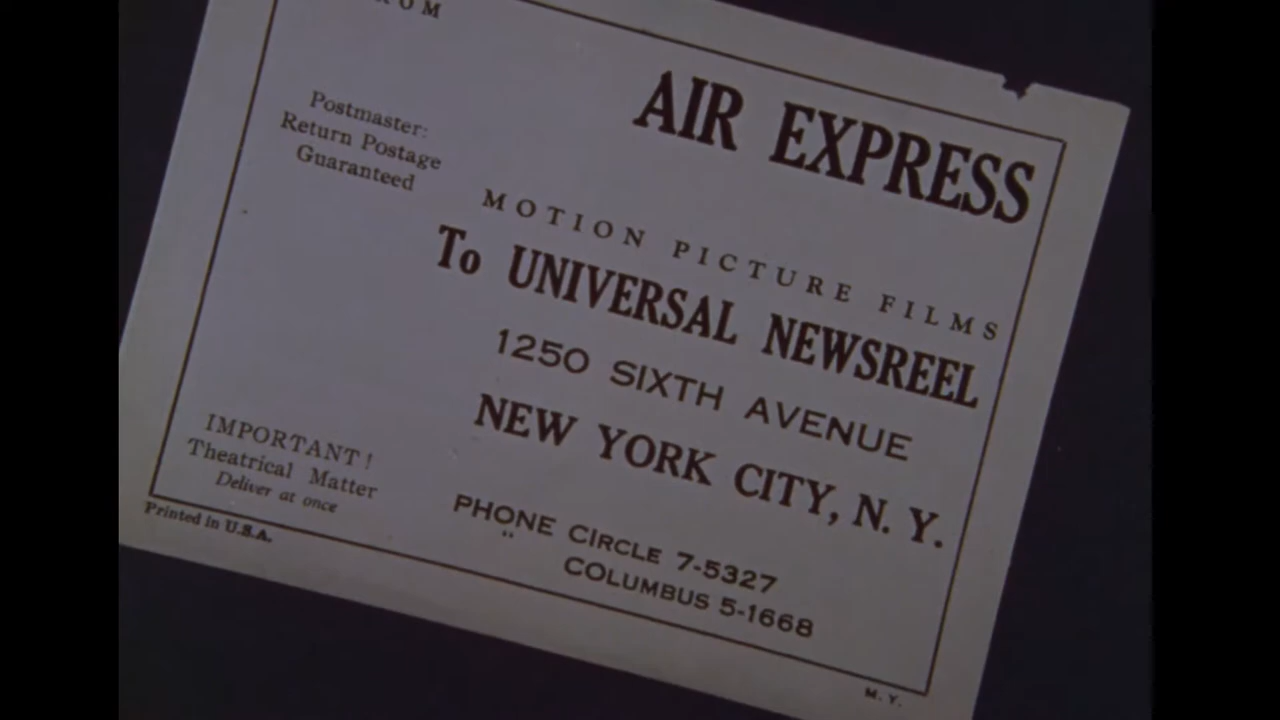 FROM
AIR EXPRESS
Postmaster:
Return Postage
Guaranteed
MOTION PICTURE FILMS
To UNIVERSAL NEWSREEL
1250 SIXTH AVENUE
NEW YORK CITY, N. Y.
IMPORTANT!
Theatrical Matter
Deliver at once
PHONE CIRCLE 7-5327
" COLUMBUS 5-1668
Printed in U.S.A.
M. Y.